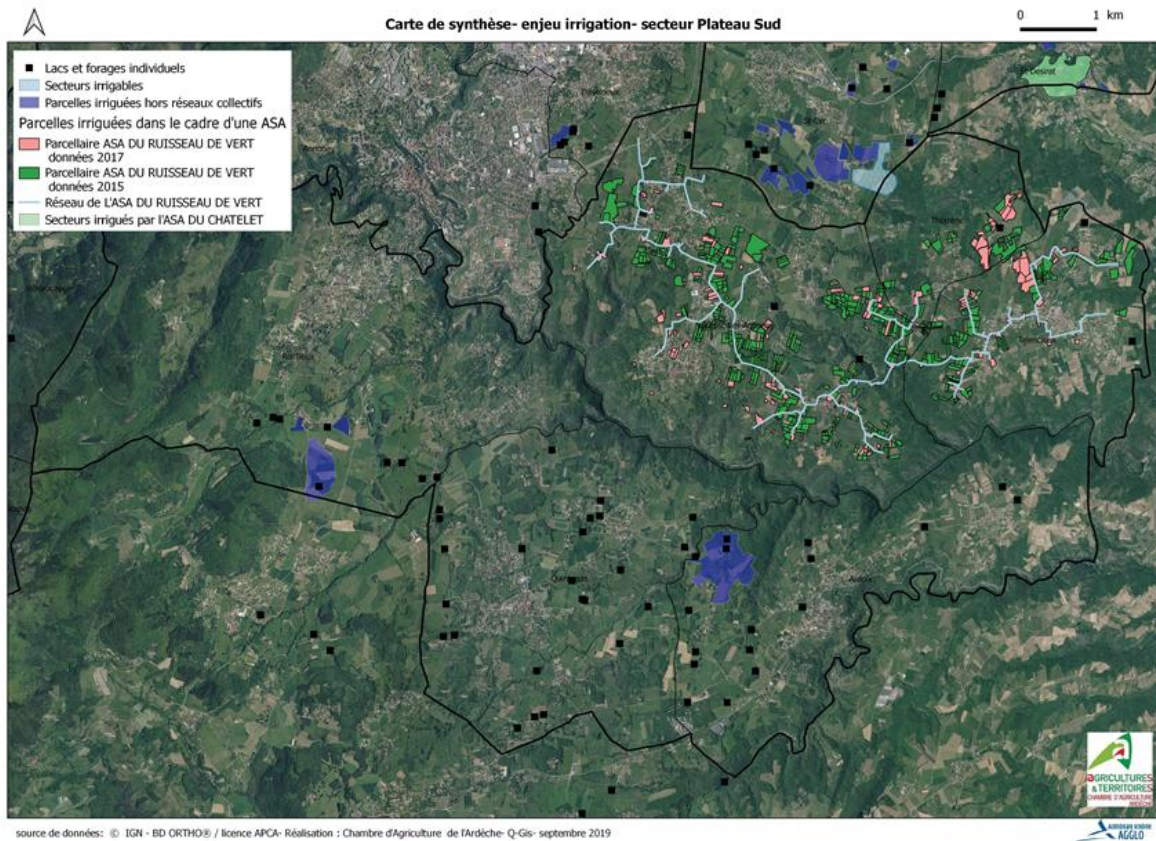 Carte de synthèse- enjeu irrigation- secteur Plateau Sud
0 1 km
Lacs et forages individuels
Secteurs irrigables
Parcelles irriguées hors réseaux collectifs
Parcelles irriguées dans le cadre d'une ASA
Parcellaire ASA DU RUISSEAU DE VERT
données 2017
Parcellaire ASA DU RUISSEAU DE VERT
données 2015
Réseau de L'ASA DU RUISSEAU DE VERT
Secteurs irrigués par l'ASA DU CHATELET
AGRICULTURES
& TERRITOIRES
CHAMBRE D'AGRICULTURE
ARDÈCHE
source de données: © IGN - BD ORTHO® / licence APCA- Réalisation : Chambre d'Agriculture de l'Ardèche- Q-Gis- septembre 2019
ANNONAY RHÔNE
AGGLO